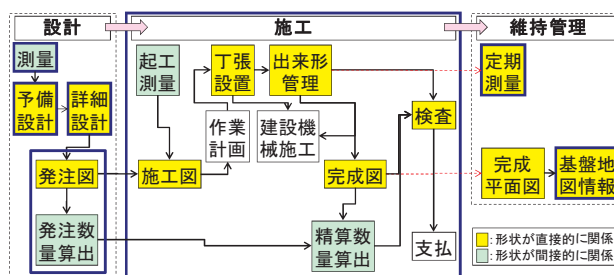 設計
施工
維持管理
測量
予備
設計
詳細
設計
発注図
発注数
量算出
起工
測量
丁張
設置
出来形
管理
作業
計画
建設機
械施工
施工図
完成図
精算数
量算出
検査
支払
定期
測量
完成
平面図
基盤地
図情報
:形状が直接的に関係
:形状が間接的に関係